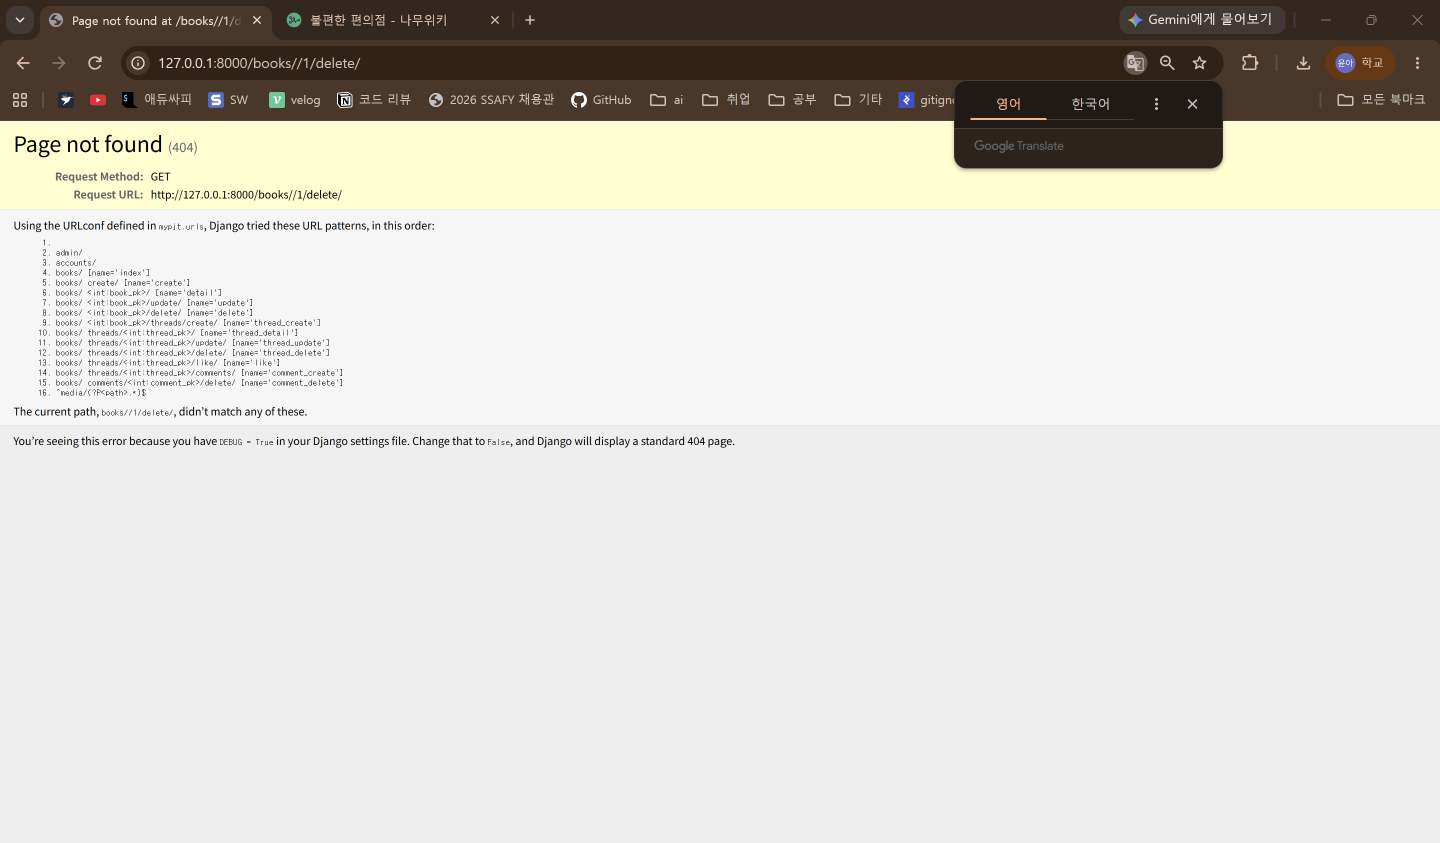 Page not found at /books//1/d
불편한 편의점 - 나무위키
Gemini에게 물어보기
127.0.0.1:8000/books//1/delete/
윤아 학교
애듀싸피
SW
velog
코드 리뷰
2026 SSAFY 채용관
GitHub
ai
취업
공부
기타
gitigno
모든 북마크
영어
한국어
Google Translate
Page not found (404)
Request Method: GET
Request URL: http://127.0.0.1:8000/books//1/delete/
Using the URLconf defined in mypjt.urls, Django tried these URL patterns, in this order:
1.
2. admin/
3. accounts/
4. books/ [name='index']
5. books/ create/ [name='create']
6. books/ <int:book_pk>/ [name='detail']
7. books/ <int:book_pk>/update/ [name='update']
8. books/ <int:book_pk>/delete/ [name='delete']
9. books/ <int:book_pk>/threads/create/ [name='thread_create']
10. books/ threads/<int:thread_pk>/ [name='thread_detail']
11. books/ threads/<int:thread_pk>/update/ [name='thread_update']
12. books/ threads/<int:thread_pk>/delete/ [name='thread_delete']
13. books/ threads/<int:thread_pk>/like/ [name='like']
14. books/ threads/<int:thread_pk>/comments/ [name='comment_create']
15. books/ comments/<int:comment_pk>/delete/ [name='comment_delete']
16. ^media/(?P<path>.*)$
The current path, books//1/delete/, didn’t match any of these.
You’re seeing this error because you have DEBUG = True in your Django settings file. Change that to False, and Django will display a standard 404 page.